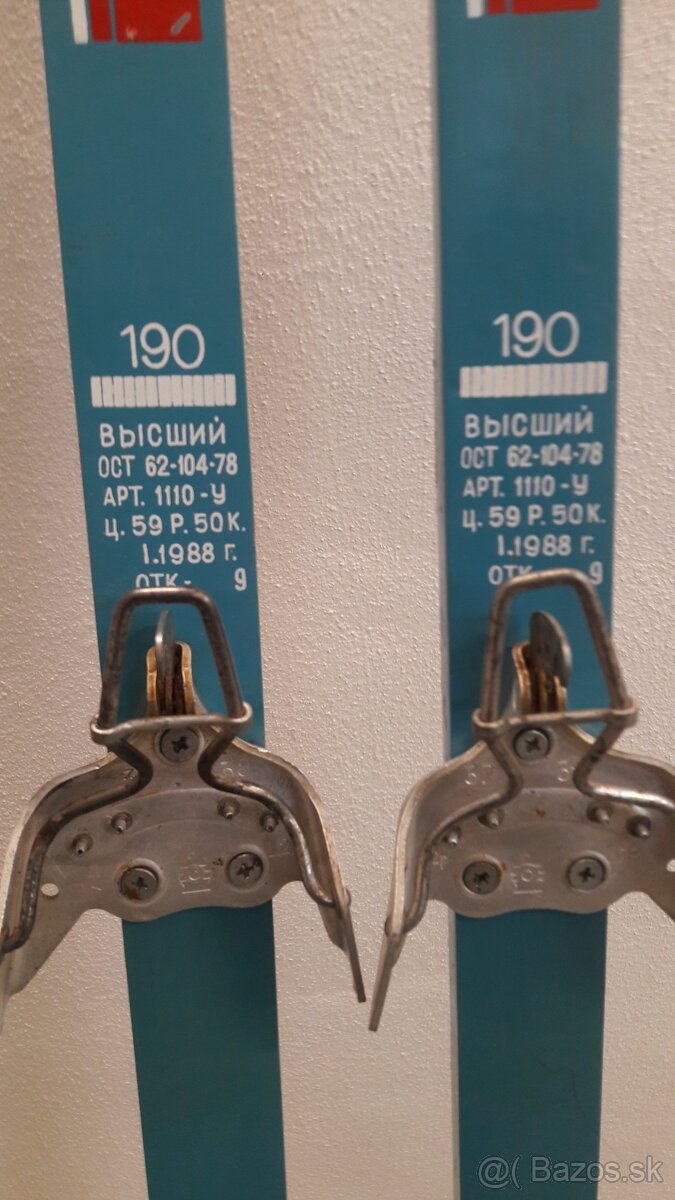 190
ВЫСШИЙ
ОСТ 62-104-78
АРТ. 1110-У
Ц. 59 Р. 50 К.
I.1988 г.
ОТК- 9
190
ВЫСШИЙ
ОСТ 62-104-78
АРТ. 1110-У
Ц. 59 Р. 50 К.
I.1988 г.
ОТК 9
@( Bazos.sk